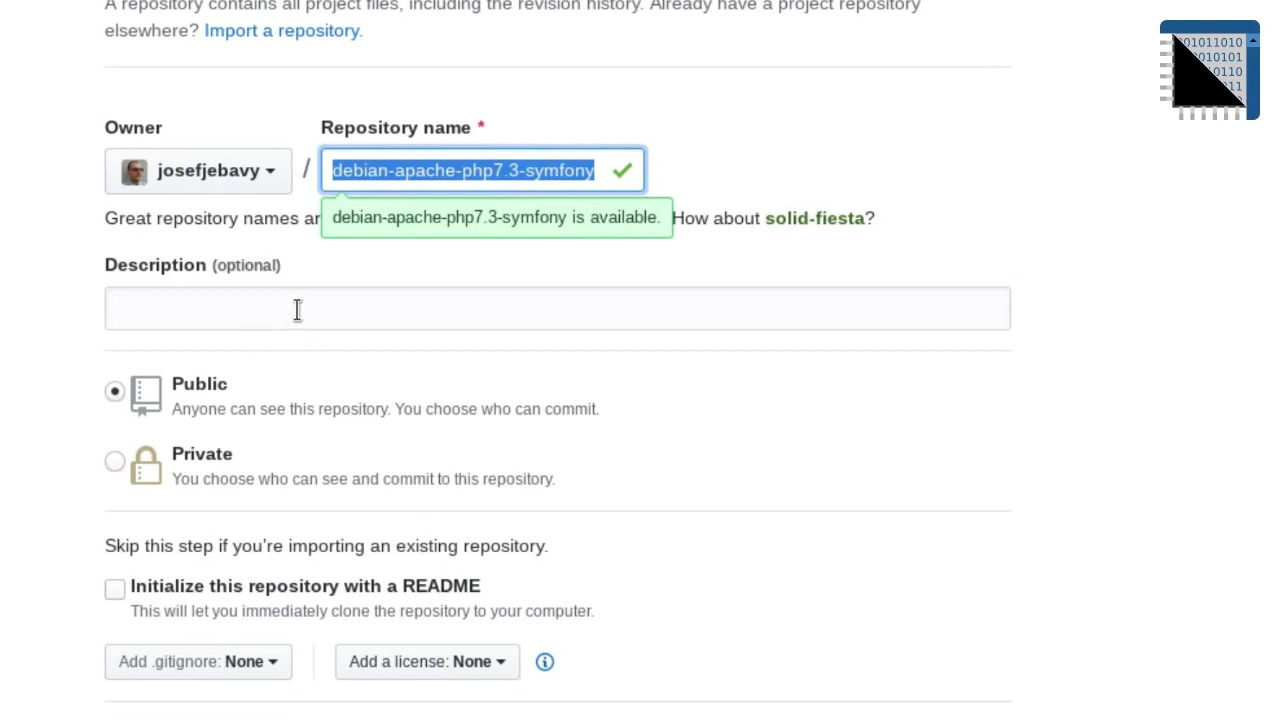 A repository contains all project files, including the revision history. Already have a project repository
elsewhere? Import a repository.
Owner
Repository name *
josefjebavy
/
debian-apache-php7.3-symfony
Great repository names ar
debian-apache-php7.3-symfony is available.
How about solid-fiesta?
Description (optional)
Public
Anyone can see this repository. You choose who can commit.
Private
You choose who can see and commit to this repository.
Skip this step if you’re importing an existing repository.
Initialize this repository with a README
This will let you immediately clone the repository to your computer.
Add .gitignore: None
Add a license: None
001011010
010101
0110
011